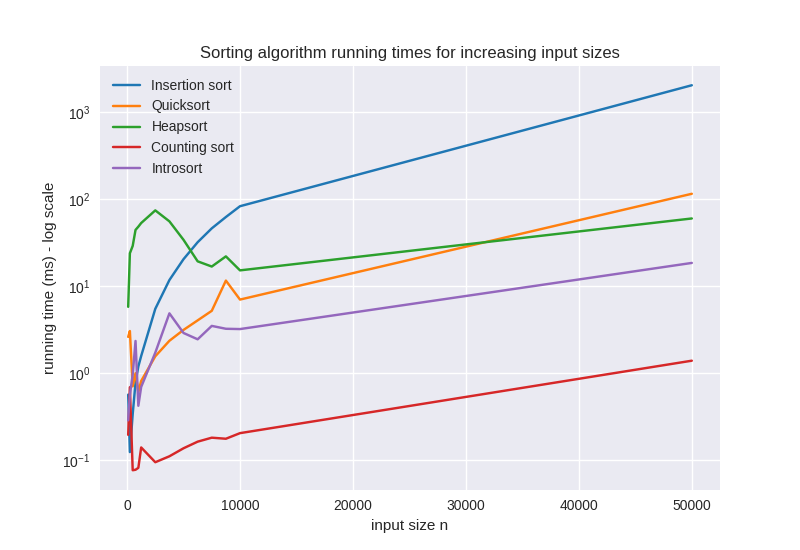 Sorting algorithm running times for increasing input sizes
Insertion sort
Quicksort
Heapsort
Counting sort
Introsort
running time (ms) - log scale
10³
10²
10¹
10⁰
10⁻¹
0 10000 20000 30000 40000 50000
input size n